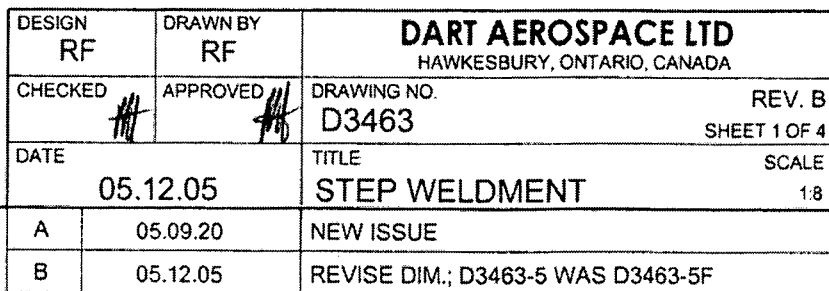 DESIGN
RF
DRAWN BY
RF
DART AEROSPACE LTD
HAWKESBURY, ONTARIO, CANADA
CHECKED
APPROVED
DRAWING NO.
D3463
REV. B
SHEET 1 OF 4
DATE
05.12.05
TITLE
STEP WELDMENT
SCALE
1:8
A 05.09.20 NEW ISSUE
B 05.12.05 REVISE DIM.; D3463-5 WAS D3463-5F